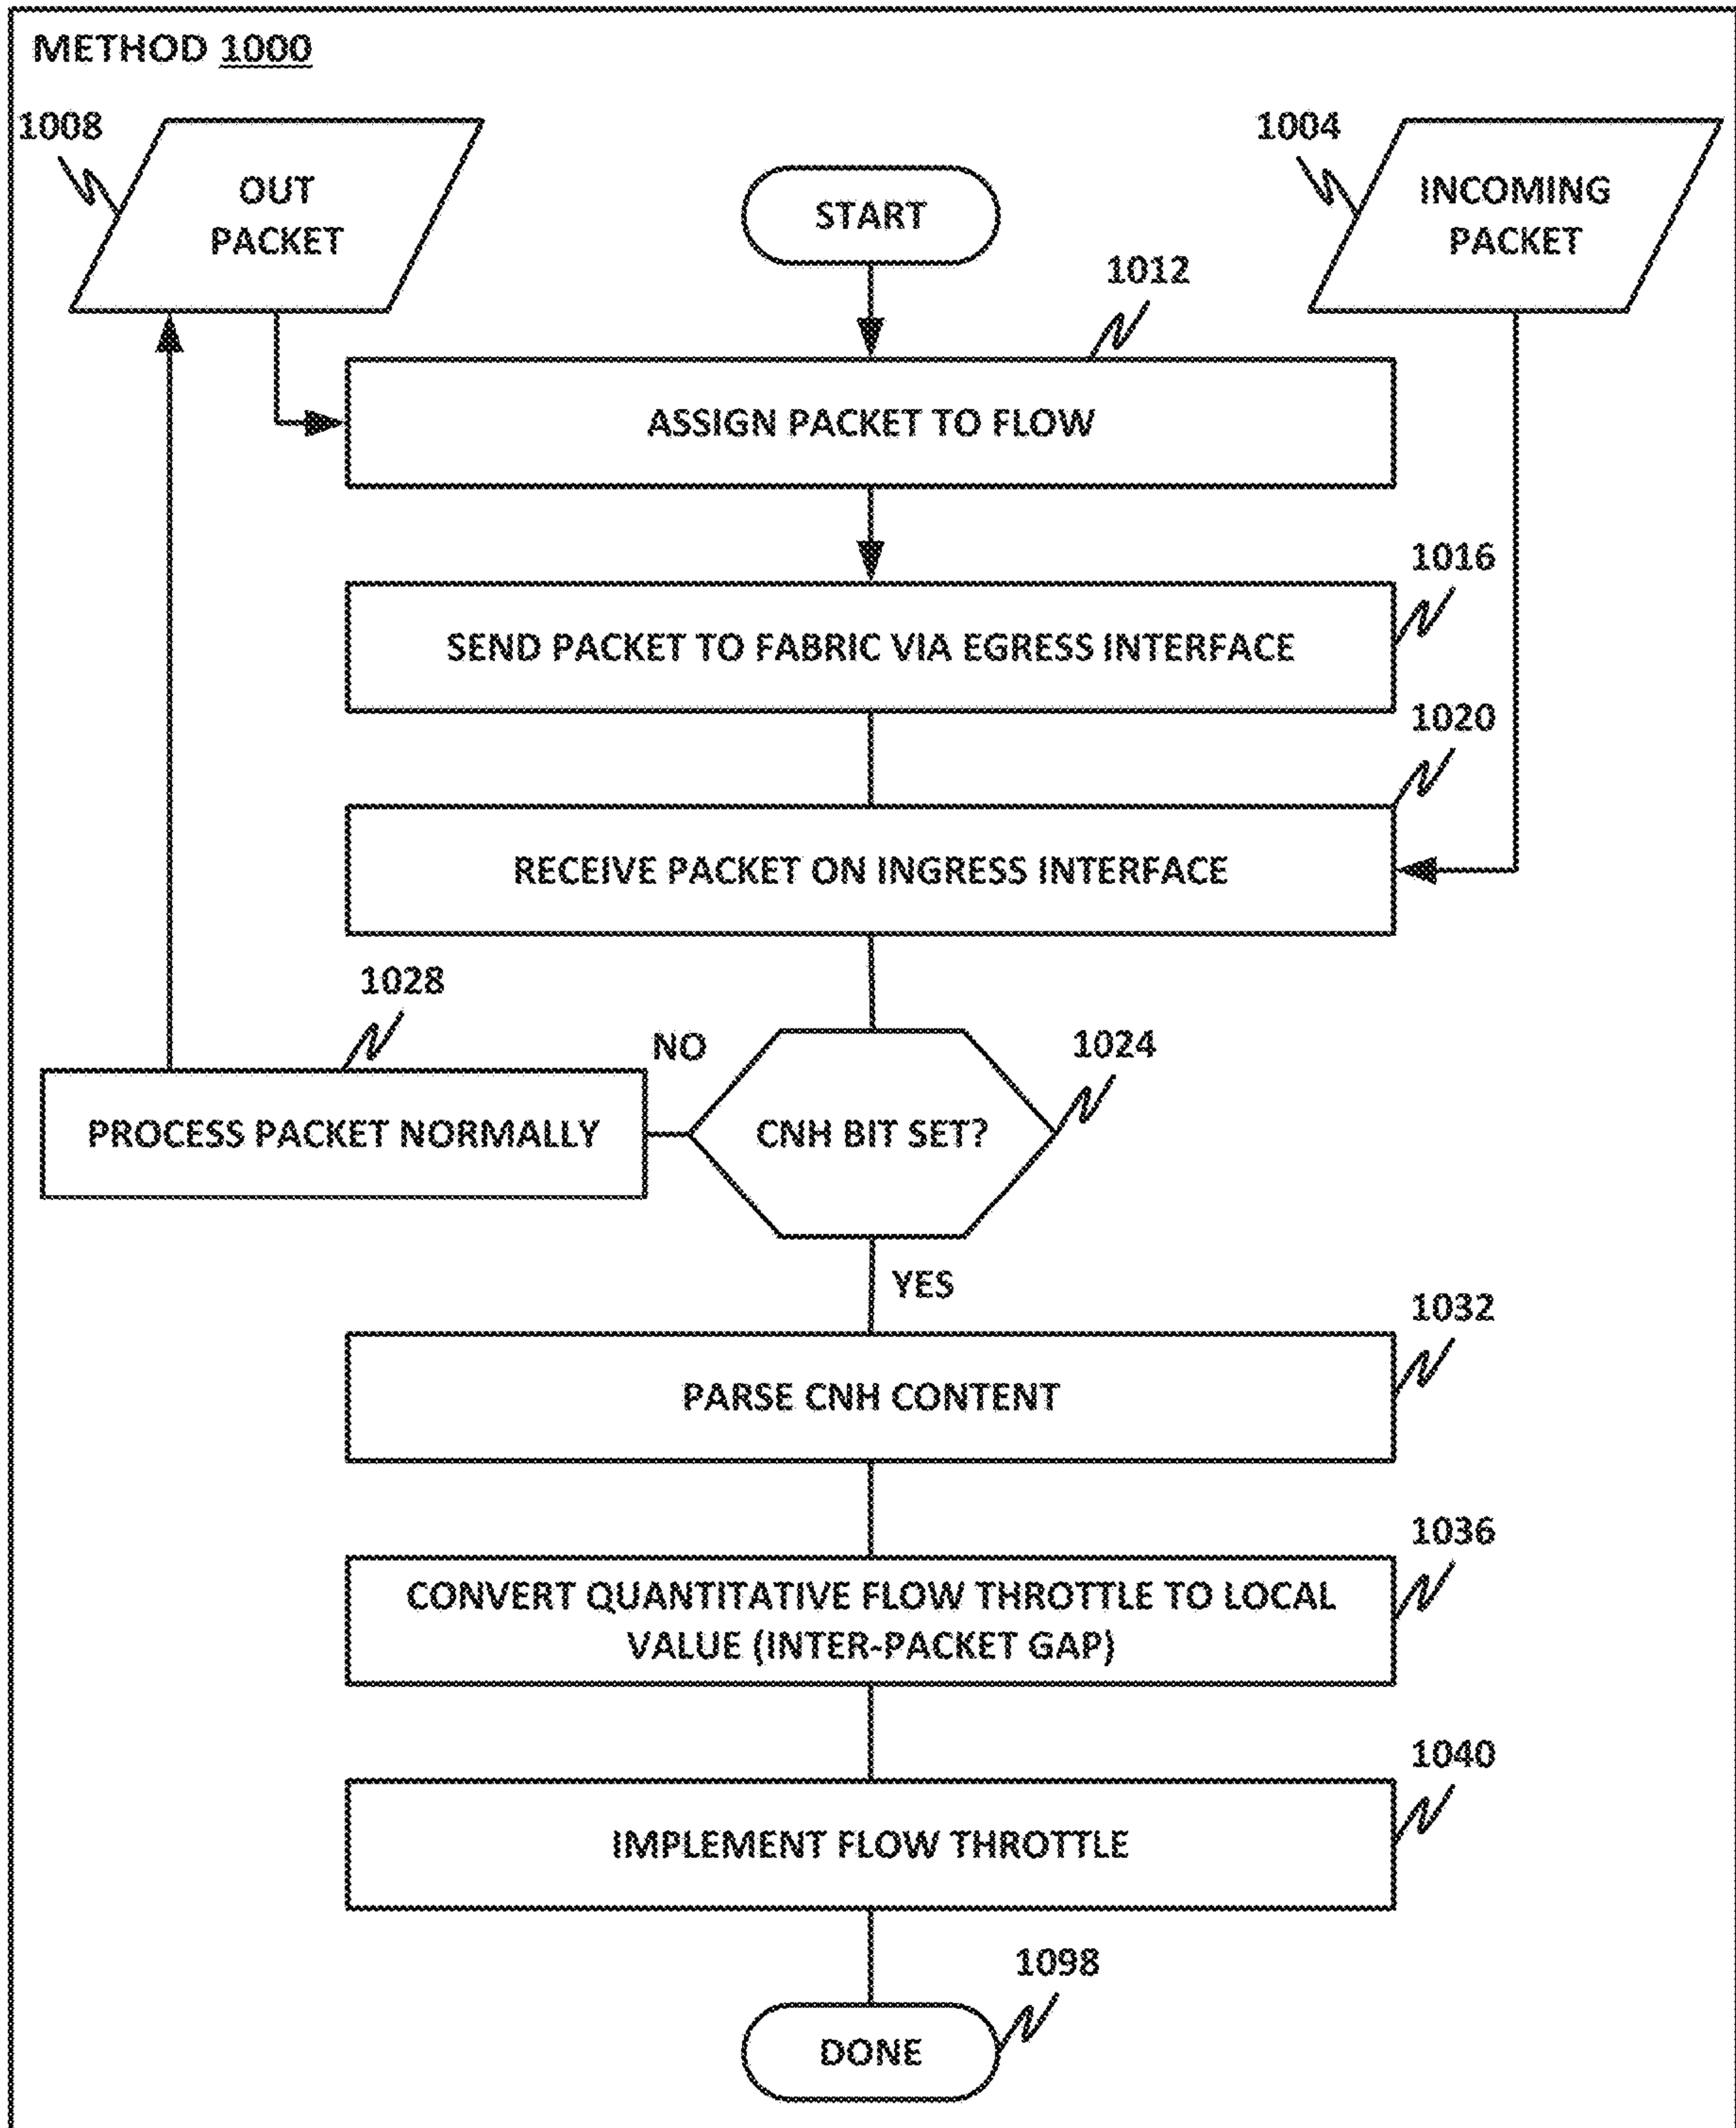 METHOD 1000
1008
OUT
PACKET
START
1004
INCOMING
PACKET
1012
ASSIGN PACKET TO FLOW
1016
SEND PACKET TO FABRIC VIA EGRESS INTERFACE
1020
RECEIVE PACKET ON INGRESS INTERFACE
1028
PROCESS PACKET NORMALLY
NO
1024
CNH BIT SET?
YES
1032
PARSE CNH CONTENT
1036
CONVERT QUANTITATIVE FLOW THROTTLE TO LOCAL
VALUE (INTER-PACKET GAP)
1040
IMPLEMENT FLOW THROTTLE
1098
DONE